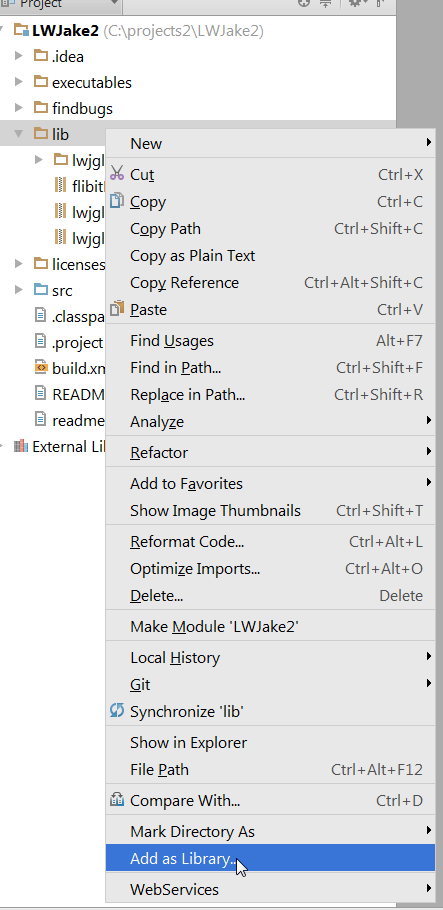 Project
LWJake2 (C:\projects2\LWJake2)
.idea
executables
findbugs
lib
lwjgl
lwjgl
lwjgl
licenses
src
.classpa
.project
build.xm
READM
readme
External Lil
New
Cut Ctrl+X
Copy Ctrl+C
Copy Path Ctrl+Shift+C
Copy as Plain Text
Copy Reference Ctrl+Alt+Shift+C
Paste Ctrl+V
Find Usages Alt+F7
Find in Path... Ctrl+Shift+F
Replace in Path... Ctrl+Shift+R
Analyze
Refactor
Add to Favorites
Show Image Thumbnails Ctrl+Shift+T
Reformat Code... Ctrl+Alt+L
Optimize Imports... Ctrl+Alt+O
Delete... Delete
Make Module 'LWJake2'
Local History
Git
Synchronize 'lib'
Show in Explorer
File Path Ctrl+Alt+F12
Compare With... Ctrl+D
Mark Directory As
Add as Library...
WebServices